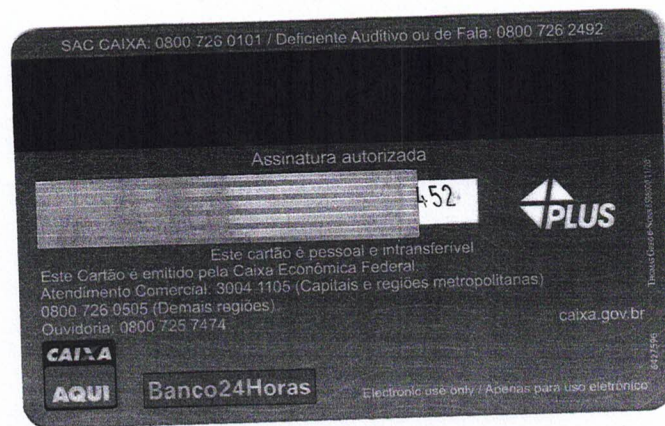 SAC CAIXA: 0800 726 0101 / Deficiente Auditivo ou de Fala: 0800 726 2492
Assinatura autorizada
452
PLUS
Este cartão é pessoal e intransferível
Este Cartão é emitido pela Caixa Econômica Federal.
Atendimento Comercial: 3004 1105 (Capitais e regiões metropolitanas)
0800 726 0505 (Demais regiões)
Ouvidoria: 0800 725 7474
caixa.gov.br
CAIXA
AQUI
Banco24Horas
Electronic use only / Apenas para uso eletrônico